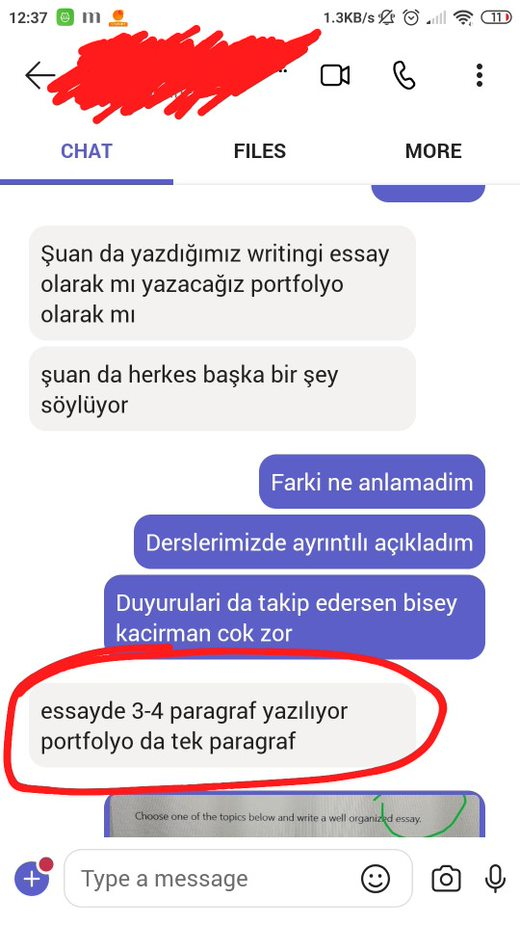 12:37 m 1.3KB/s 11
CHAT FILES MORE
Şuan da yazdığımız writingi essay
olarak mı yazacağız portfolyo
olarak mı
şuan da herkes başka bir şey
söylüyor
Farki ne anlamadim
Derslerimizde ayrıntılı açıkladım
Duyurulari da takip edersen bisey
kacirman cok zor
essayde 3-4 paragraf yazılıyor
portfolyo da tek paragraf
Choose one of the topics below and write a well organized essay.
Type a message